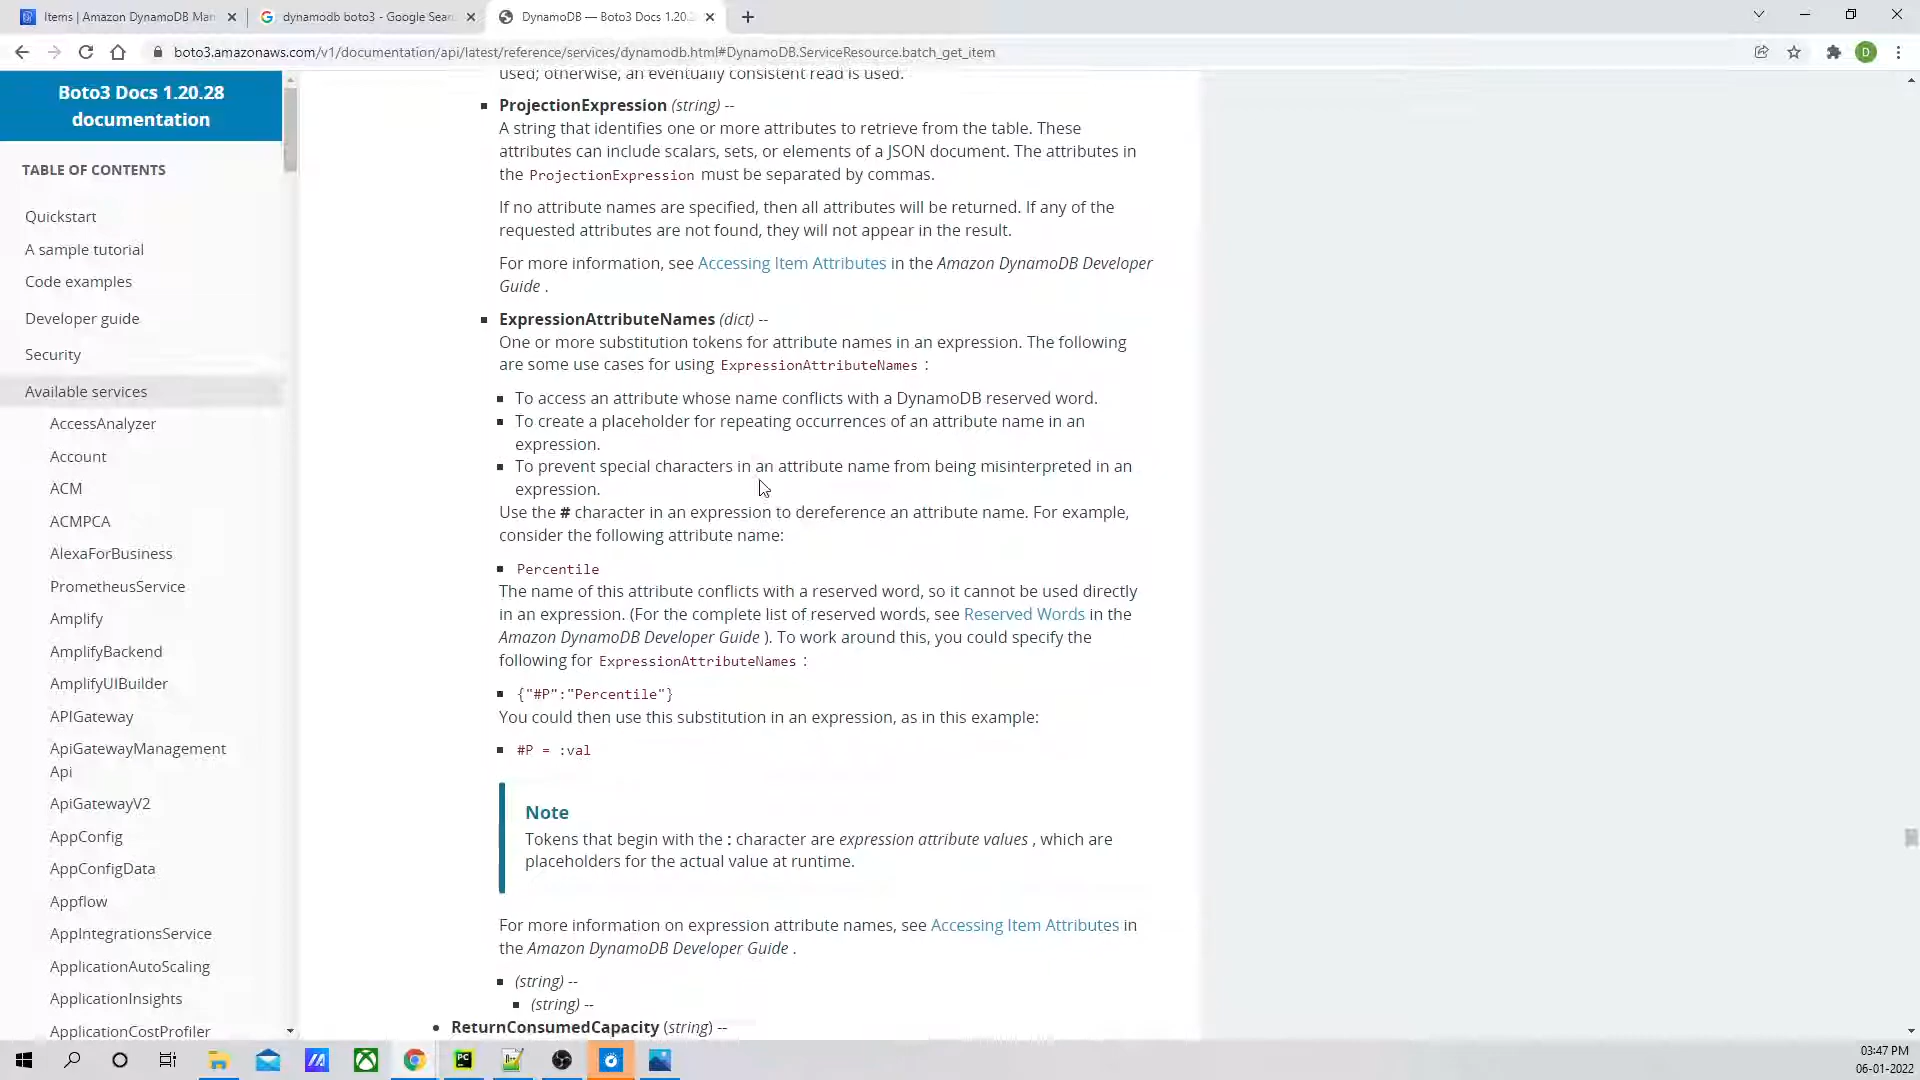 Items | Amazon DynamoDB Man
dynamodb boto3 - Google Sear
DynamoDB — Boto3 Docs 1.20.2
boto3.amazonaws.com/v1/documentation/api/latest/reference/services/dynamodb.html#DynamoDB.ServiceResource.batch_get_item
D
Boto3 Docs 1.20.28
documentation
TABLE OF CONTENTS
Quickstart
A sample tutorial
Code examples
Developer guide
Security
Available services
AccessAnalyzer
Account
ACM
ACMPCA
AlexaForBusiness
PrometheusService
Amplify
AmplifyBackend
AmplifyUIBuilder
APIGateway
ApiGatewayManagement
Api
ApiGatewayV2
AppConfig
AppConfigData
Appflow
AppIntegrationsService
ApplicationAutoScaling
ApplicationInsights
ApplicationCostProfiler
used; otherwise, an eventually consistent read is used.
ProjectionExpression (string) --
A string that identifies one or more attributes to retrieve from the table. These
attributes can include scalars, sets, or elements of a JSON document. The attributes in
the ProjectionExpression must be separated by commas.
If no attribute names are specified, then all attributes will be returned. If any of the
requested attributes are not found, they will not appear in the result.
For more information, see Accessing Item Attributes in the Amazon DynamoDB Developer
Guide .
ExpressionAttributeNames (dict) --
One or more substitution tokens for attribute names in an expression. The following
are some use cases for using ExpressionAttributeNames :
To access an attribute whose name conflicts with a DynamoDB reserved word.
To create a placeholder for repeating occurrences of an attribute name in an
expression.
To prevent special characters in an attribute name from being misinterpreted in an
expression.
Use the # character in an expression to dereference an attribute name. For example,
consider the following attribute name:
Percentile
The name of this attribute conflicts with a reserved word, so it cannot be used directly
in an expression. (For the complete list of reserved words, see Reserved Words in the
Amazon DynamoDB Developer Guide ). To work around this, you could specify the
following for ExpressionAttributeNames :
{"#P":"Percentile"}
You could then use this substitution in an expression, as in this example:
#P = :val
Note
Tokens that begin with the : character are expression attribute values , which are
placeholders for the actual value at runtime.
For more information on expression attribute names, see Accessing Item Attributes in
the Amazon DynamoDB Developer Guide .
(string) --
(string) --
ReturnConsumedCapacity (string) --
PC
03:47 PM
06-01-2022